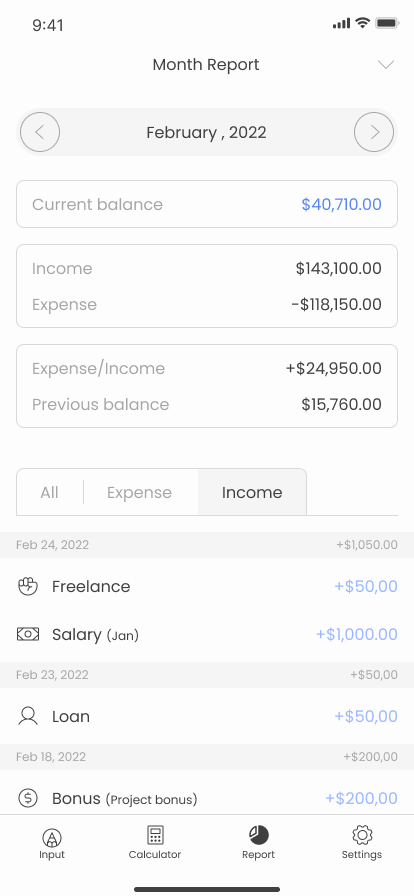 9:41
Month Report
February , 2022
Current balance $40,710.00
Income $143,100.00
Expense -$118,150.00
Expense/Income +$24,950.00
Previous balance $15,760.00
All Expense Income
Feb 24, 2022 +$1,050.00
Freelance +$50,00
Salary (Jan) +$1,000.00
Feb 23, 2022 +$50,00
Loan +$50,00
Feb 18, 2022 +$200,00
Bonus (Project bonus) +$200,00
Input Calculator Report Settings